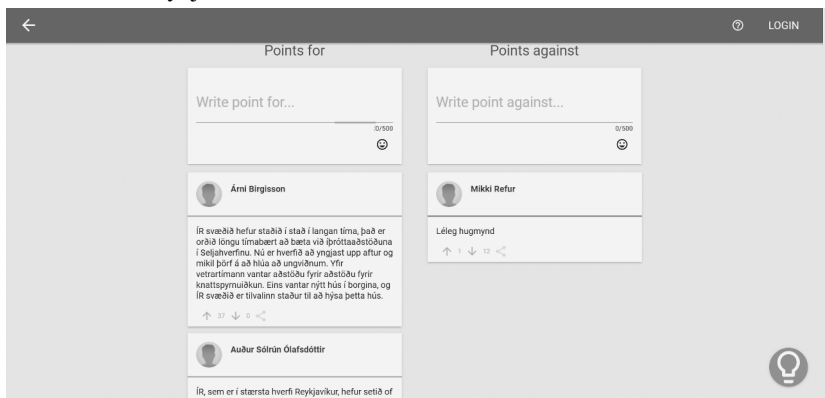 LOGIN
Points for
Write point for...
0/500
Árni Birgisson
ÍR svæðið hefur staðið í stað í langan tíma, það er
orðið löngu tímabært að bæta við íþróttaaðstöðuna
í Seljahverfinu. Nú er hverfið að yngjast upp aftur og
mikil þörf á að hlúa að ungviðnum. Yfir
vetrartímann vantar aðstöðu fyrir aðstöðu fyrir
knattspyrnuiðkun. Eins vantar nýtt hús í borgina, og
ÍR svæðið er tilvalinn staður til að hýsa þetta hús.
37 0
Auður Sólrún Ólafsdóttir
ÍR, sem er í stærsta hverfi Reykjavíkur, hefur setið of
Points against
Write point against...
0/500
Mikki Refur
Léleg hugmynd
1 12